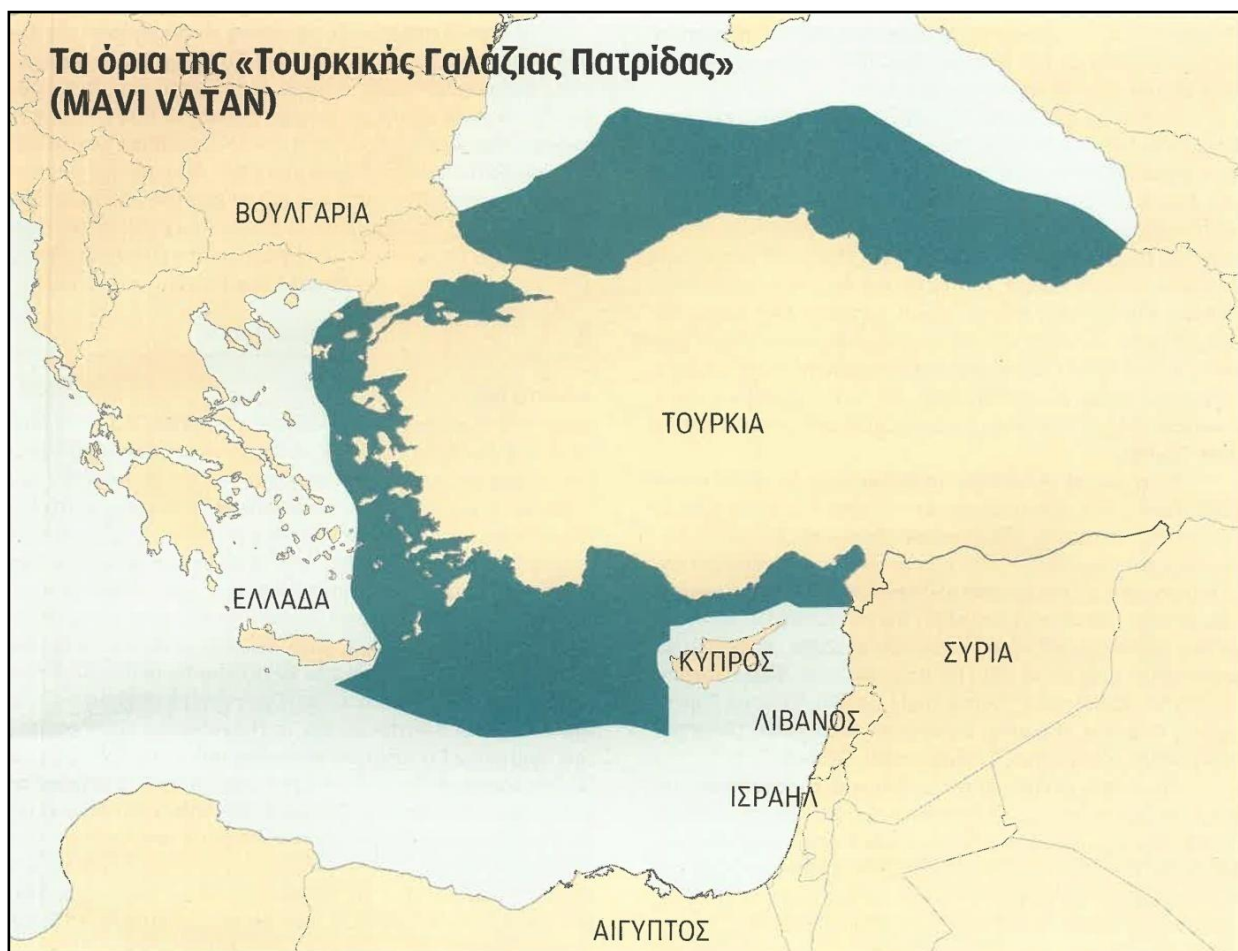 Τα όρια της «Τουρκικής Γαλάζιας Πατρίδας»
(MAVI VATAN)
ΒΟΥΛΓΑΡΙΑ
ΤΟΥΡΚΙΑ
ΕΛΛΑΔΑ
ΚΥΠΡΟΣ
ΣΥΡΙΑ
ΛΙΒΑΝΟΣ
ΙΣΡΑΗΛ
ΑΙΓΥΠΤΟΣ